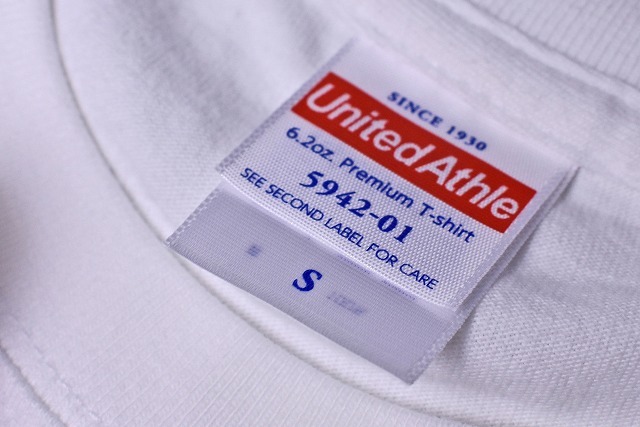 SINCE 1930
UnitedAthle
6.2oz. Premium T-shirt
5942-01
SEE SECOND LABEL FOR CARE
S